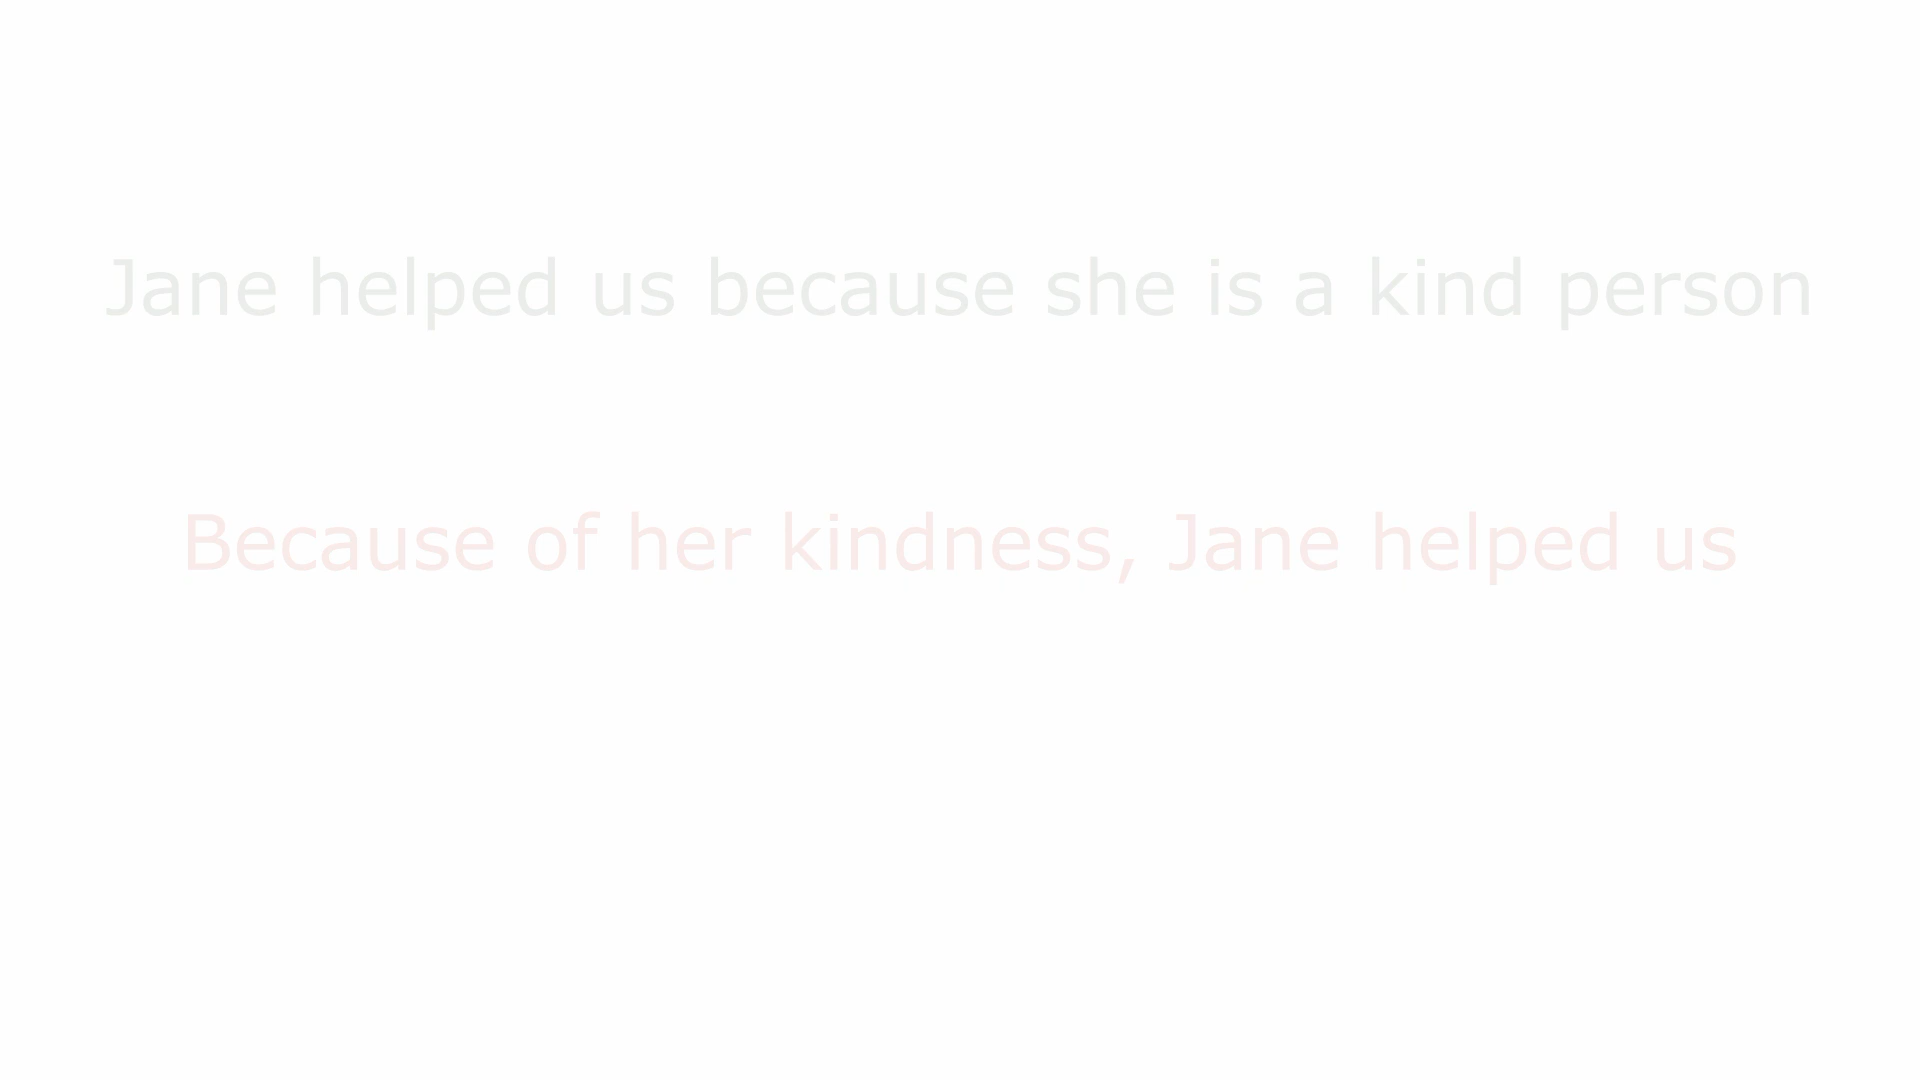 Jane helped us because she is a kind person
Because of her kindness, Jane helped us